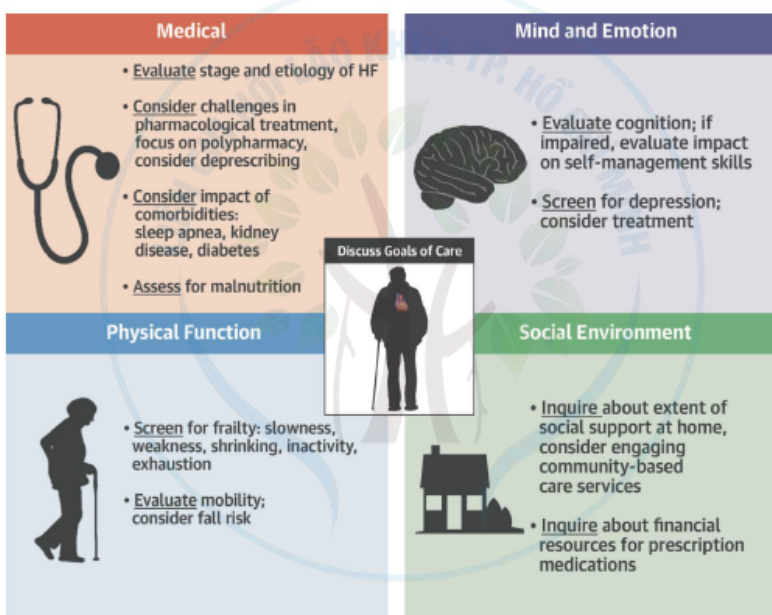 Medical
• Evaluate stage and etiology of HF
• Consider challenges in
pharmacological treatment,
focus on polypharmacy,
consider deprescribing
• Consider impact of
comorbidities:
sleep apnea, kidney
disease, diabetes
• Assess for malnutrition
Mind and Emotion
• Evaluate cognition; if
impaired, evaluate impact
on self-management skills
• Screen for depression;
consider treatment
Discuss Goals of Care
Physical Function
• Screen for frailty: slowness,
weakness, shrinking, inactivity,
exhaustion
• Evaluate mobility;
consider fall risk
Social Environment
• Inquire about extent of
social support at home,
consider engaging
community-based
care services
• Inquire about financial
resources for prescription
medications
LÃO KHOA TP. HỒ